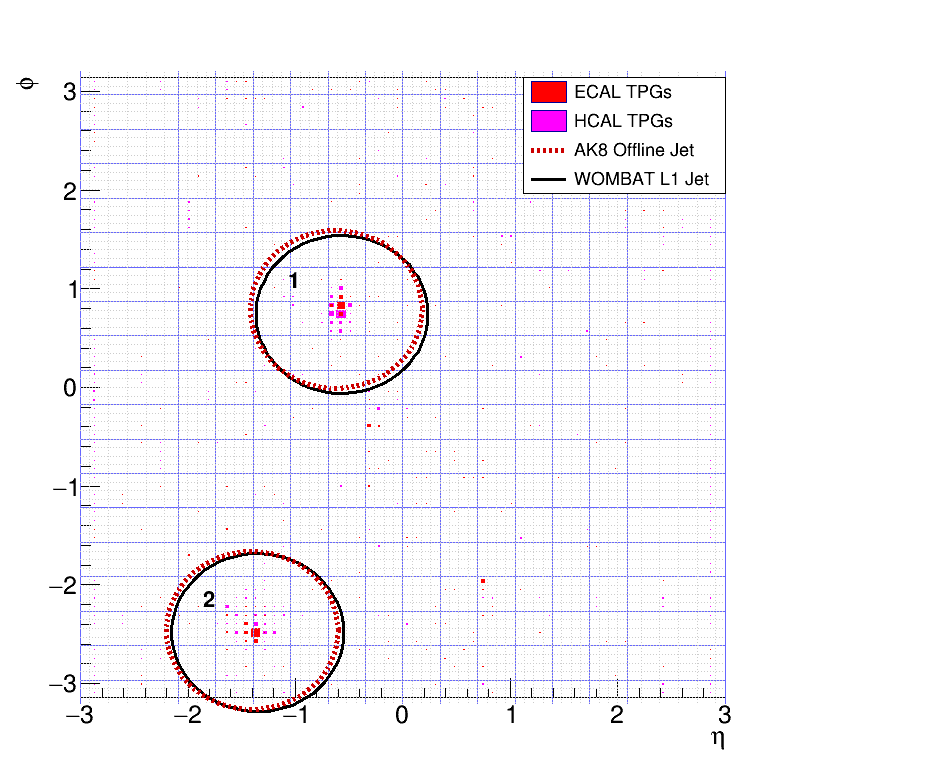 ϕ
3
2
1
0
−1
−2
−3
ECAL TPGs
HCAL TPGs
AK8 Offline Jet
WOMBAT L1 Jet
1
2
−3 −2 −1 0 1 2 3
η